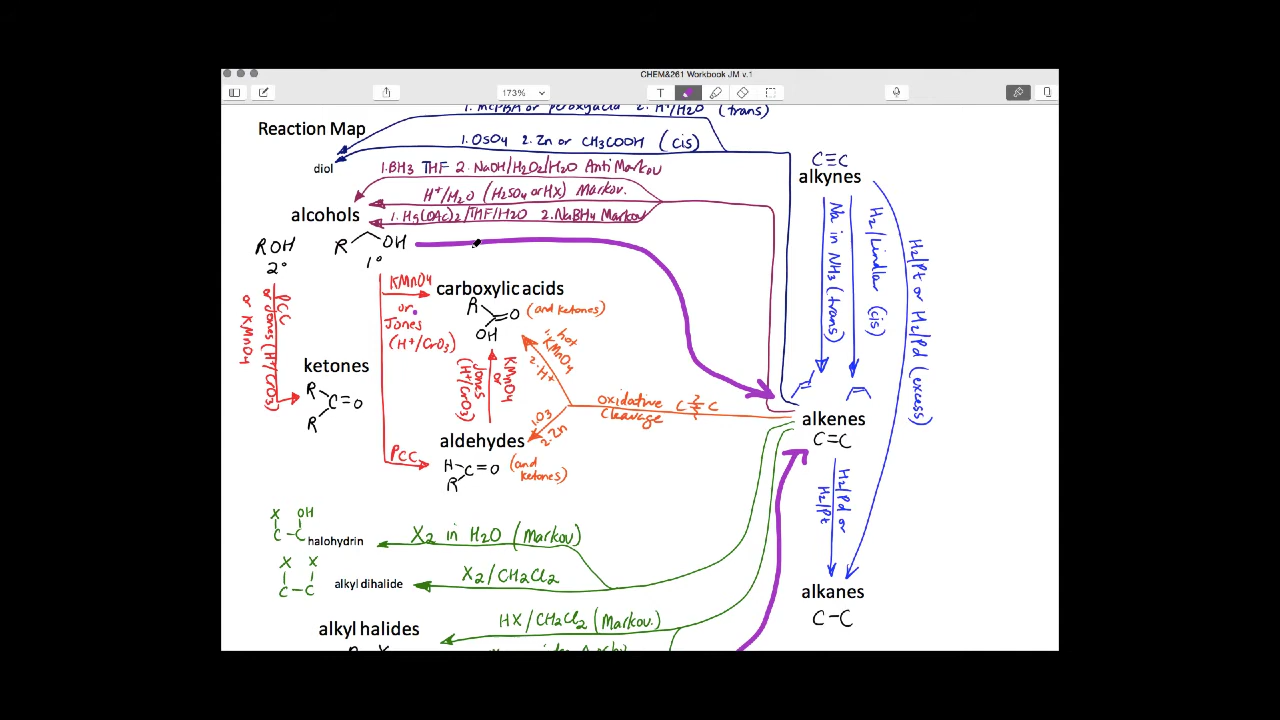 CHEM&261 Workbook JM v.1
173%
T
1. MCPBA or peroxyacid 2. H+/H2O (trans)
Reaction Map
1. OsO4 2. Zn or CH3COOH (cis)
diol
1. BH3 THF 2. NaOH/H2O2/H2O AntiMarkov
H+/H2O (H2SO4 or HX) Markov.
alcohols
1. Hg(OAc)2/THF/H2O 2. NaBH4 Markov
ROH
2°
R OH
1°
C≡C
alkynes
Na in NH3 (trans)
H2/Lindlar (cis)
H2/Pt or H2/Pd (excess)
PCC
or Jones (H+/CrO3)
or KMnO4
KMnO4
or
Jones
(H+/CrO3)
carboxylic acids
R O
OH
(and ketones)
1. hot
KMnO4
2. H+
KMnO4
or
Jones
(H+/CrO3)
ketones
R
C=O
R
oxidative C C
cleavage
1. O3
2. Zn
alkenes
C=C
aldehydes
H-C=O
R
(and
ketones)
PCC
H2/Pd or
H2/Pt
X OH
C-C
halohydrin
X2 in H2O (Markov)
X X
C-C
alkyl dihalide
X2/CH2Cl2
alkanes
C-C
alkyl halides
HX/CH2Cl2 (Markov.)